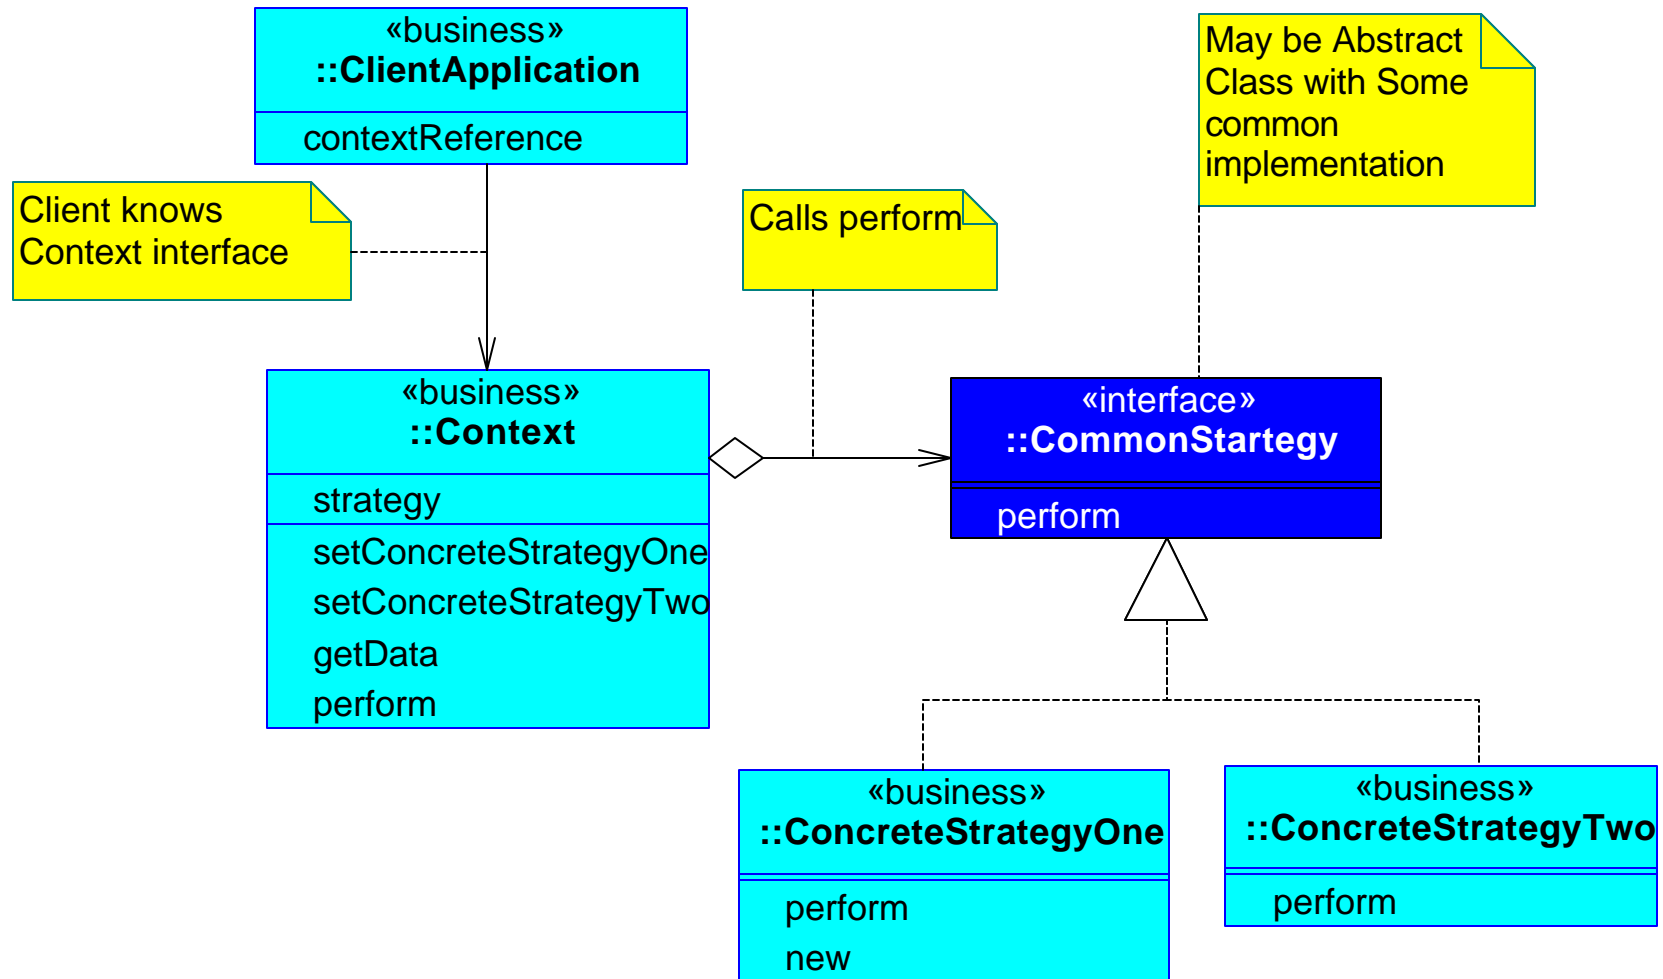 «business»
::ClientApplication
contextReference
May be Abstract
Class with Some
common
implementation
Client knows
Context interface
Calls perform
«business»
::Context
strategy
setConcreteStrategyOne
setConcreteStrategyTwo
getData
perform
«interface»
::CommonStartegy
perform
«business»
::ConcreteStrategyOne
perform
new
«business»
::ConcreteStrategyTwo
perform